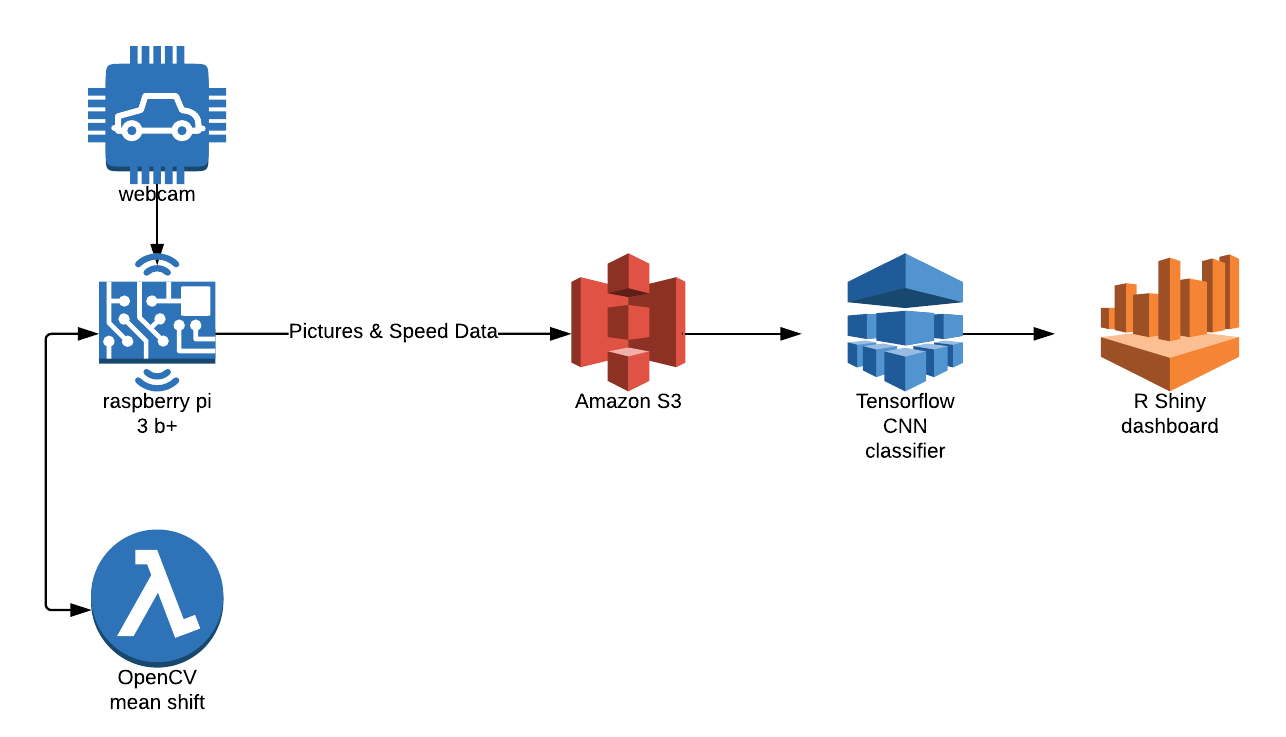 webcam
raspberry pi
3 b+
Pictures & Speed Data
Amazon S3
Tensorflow
CNN
classifier
R Shiny
dashboard
OpenCV
mean shift